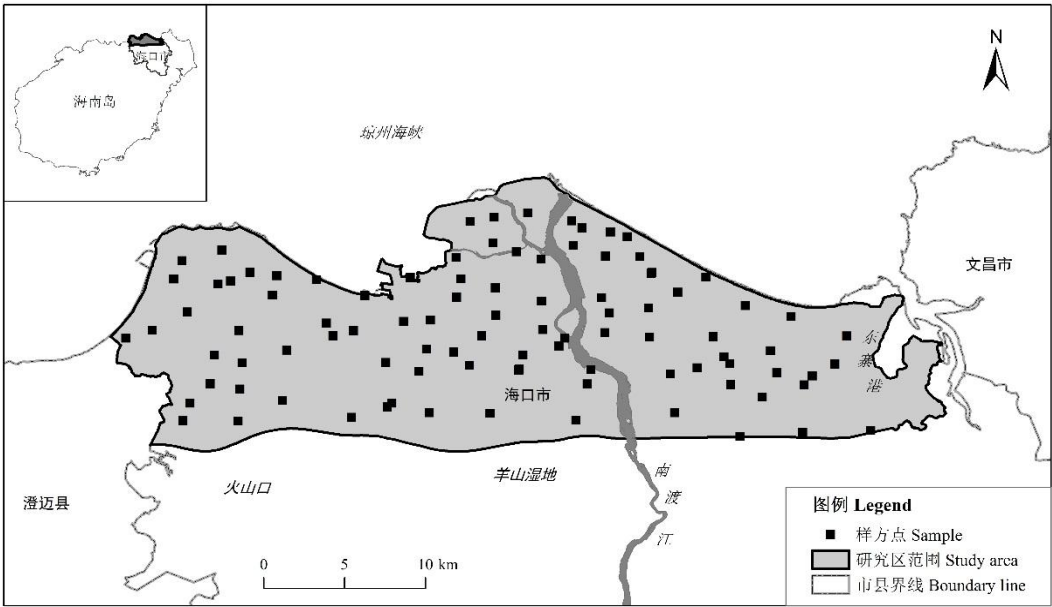 海口市
海南岛
琼州海峡
N
文昌市
东寨港
海口市
火山口
羊山湿地
南渡江
澄迈县
0 5 10 km
图例 Legend
样方点 Sample
研究区范围 Study area
市县界线 Boundary line